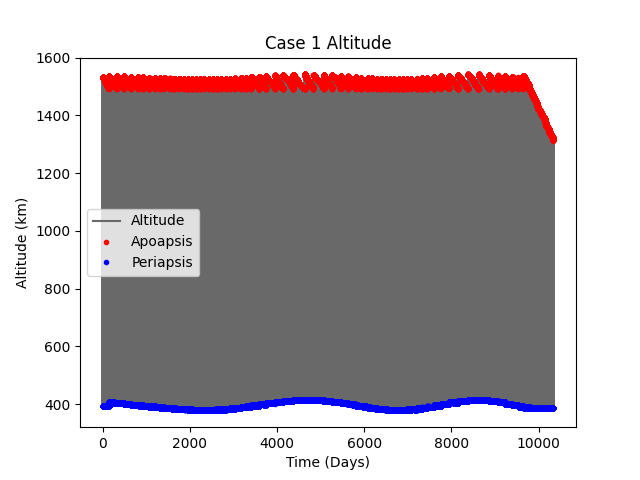 Case 1 Altitude
1600
1400
1200
1000
800
600
400
Altitude (km)
Altitude
Apoapsis
Periapsis
0 2000 4000 6000 8000 10000
Time (Days)